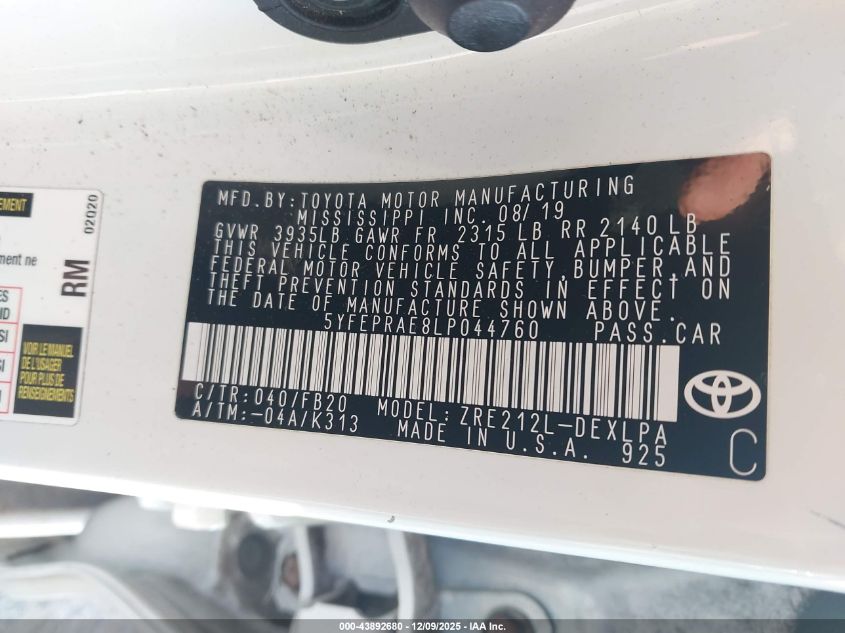 MFD.BY:TOYOTA MOTOR MANUFACTURING
MISSISSIPPI INC. 08/19
GVWR 3935LB GAWR FR 2315 LB RR 2140 LB
THIS VEHICLE CONFORMS TO ALL APPLICABLE
FEDERAL MOTOR VEHICLE SAFETY,BUMPER,AND
THEFT PREVENTION STANDARDS IN EFFECT ON
THE DATE OF MANUFACTURE SHOWN ABOVE.
5YFEPRAE8LP044760 PASS.CAR
C/TR:040/FB20 MODEL:ZRE212L-DEXLPA
A/TM:-04A/K313 MADE IN U.S.A. 925
C
RM 02020
VOIR LE MANUEL
DE L'USAGER
POUR PLUS DE
RENSEIGNEMENTS
000-43892680 - 12/09/2025 - IAA Inc.